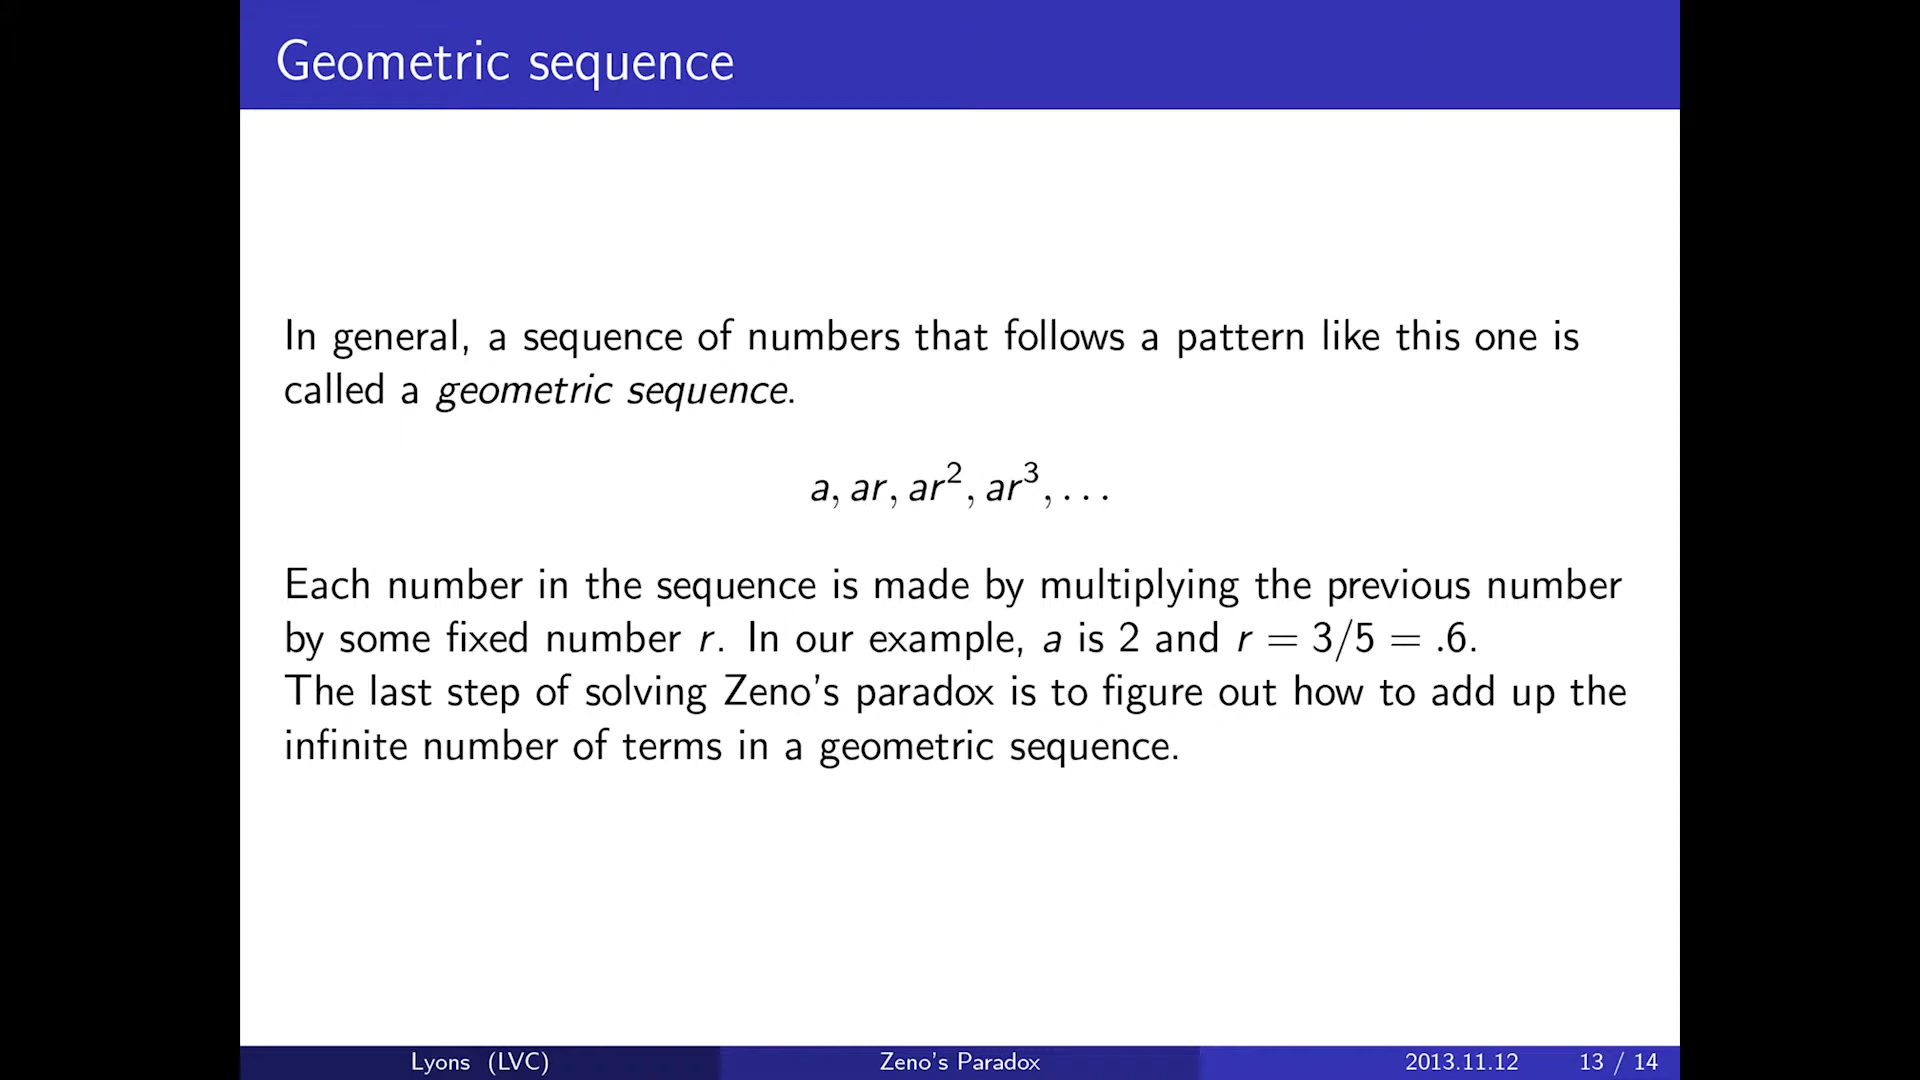 Geometric sequence
In general, a sequence of numbers that follows a pattern like this one is
called a geometric sequence.
a, ar, ar², ar³, . . .
Each number in the sequence is made by multiplying the previous number
by some fixed number r. In our example, a is 2 and r = 3/5 = .6.
The last step of solving Zeno's paradox is to figure out how to add up the
infinite number of terms in a geometric sequence.
Lyons (LVC) Zeno's Paradox 2013.11.12 13 / 14